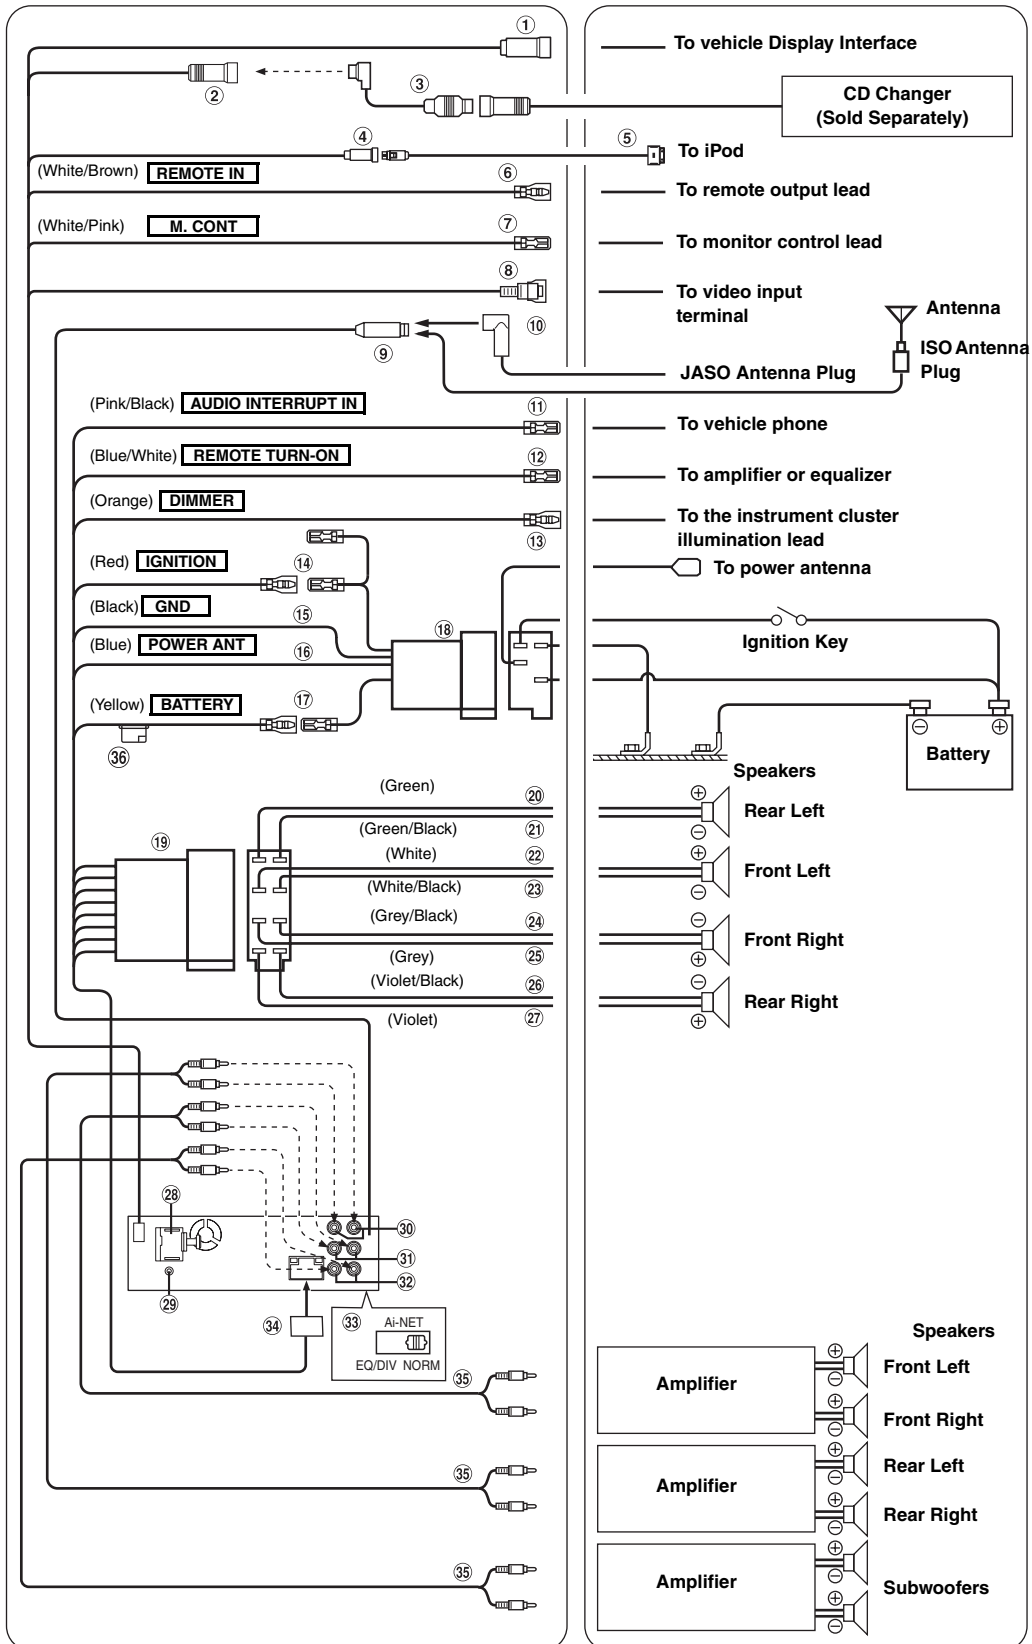 ①
To vehicle Display Interface
②
③
CD Changer
(Sold Separately)
④
⑤
To iPod
(White/Brown) REMOTE IN
⑥
To remote output lead
(White/Pink) M. CONT
⑦
To monitor control lead
⑧
To video input
terminal
⑨
⑩
Antenna
ISO Antenna
Plug
JASO Antenna Plug
(Pink/Black) AUDIO INTERRUPT IN
⑪
To vehicle phone
(Blue/White) REMOTE TURN-ON
⑫
To amplifier or equalizer
(Orange) DIMMER
⑬
To the instrument cluster
illumination lead
(Red) IGNITION
⑭
To power antenna
(Black) GND
⑮
⑱
Ignition Key
(Blue) POWER ANT
⑯
(Yellow) BATTERY
⑰
㊱
⊖ ⊕
Battery
Speakers
(Green)
⑳
⊕
Rear Left
(Green/Black)
㉑
⊖
⑲
(White)
㉒
⊕
Front Left
(White/Black)
㉓
⊖
(Grey/Black)
㉔
⊖
Front Right
(Grey)
㉕
⊕
(Violet/Black)
㉖
⊖
Rear Right
(Violet)
㉗
⊕
㉘
㉙
㉚
㉛
㉜
㉝
Ai-NET
EQ/DIV NORM
㉞
Speakers
㉟
Amplifier
⊕
Front Left
⊖
⊕
Front Right
⊖
㉟
Amplifier
⊕
Rear Left
⊖
⊕
Rear Right
⊖
㉟
Amplifier
⊕
⊖
Subwoofers
⊕
⊖